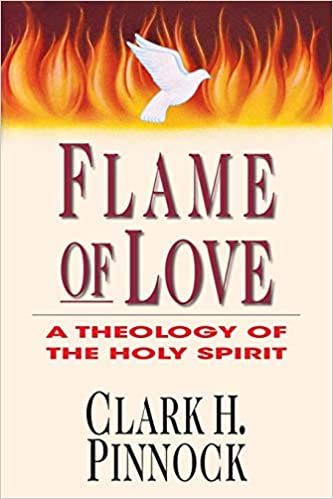 FLAME
OF LOVE
A THEOLOGY OF
THE HOLY SPIRIT
CLARK H.
PINNOCK